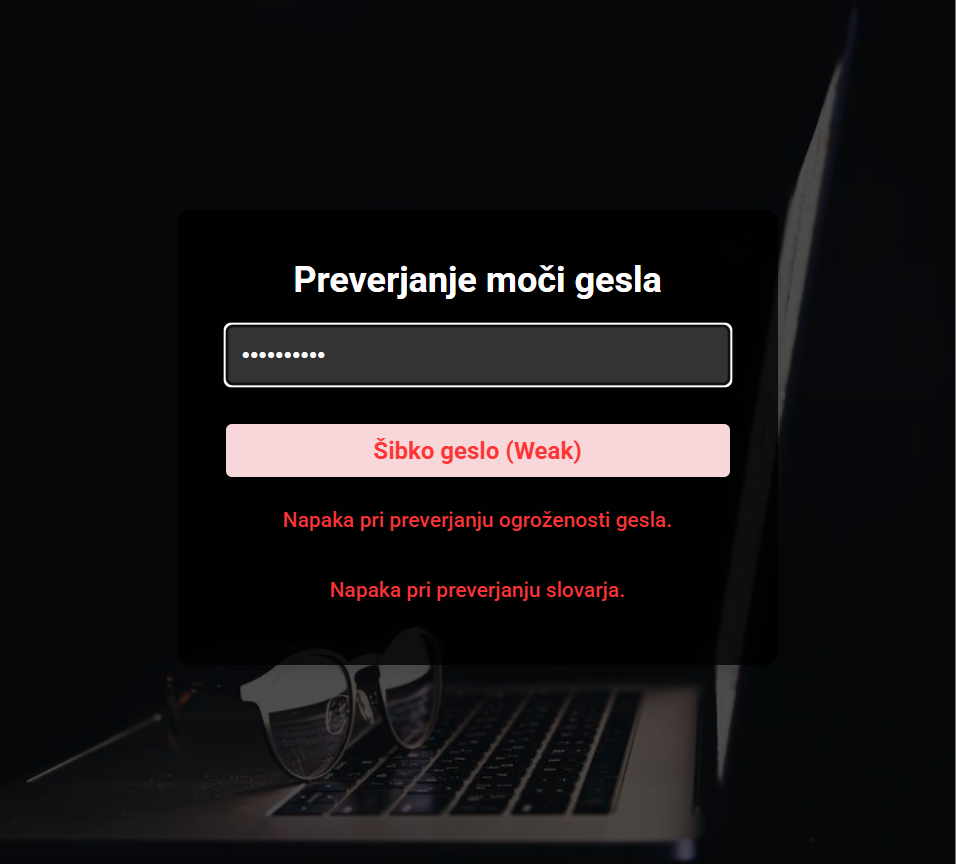 Preverjanje moči gesla
••••••••••
Šibko geslo (Weak)
Napaka pri preverjanju ogroženosti gesla.
Napaka pri preverjanju slovarja.